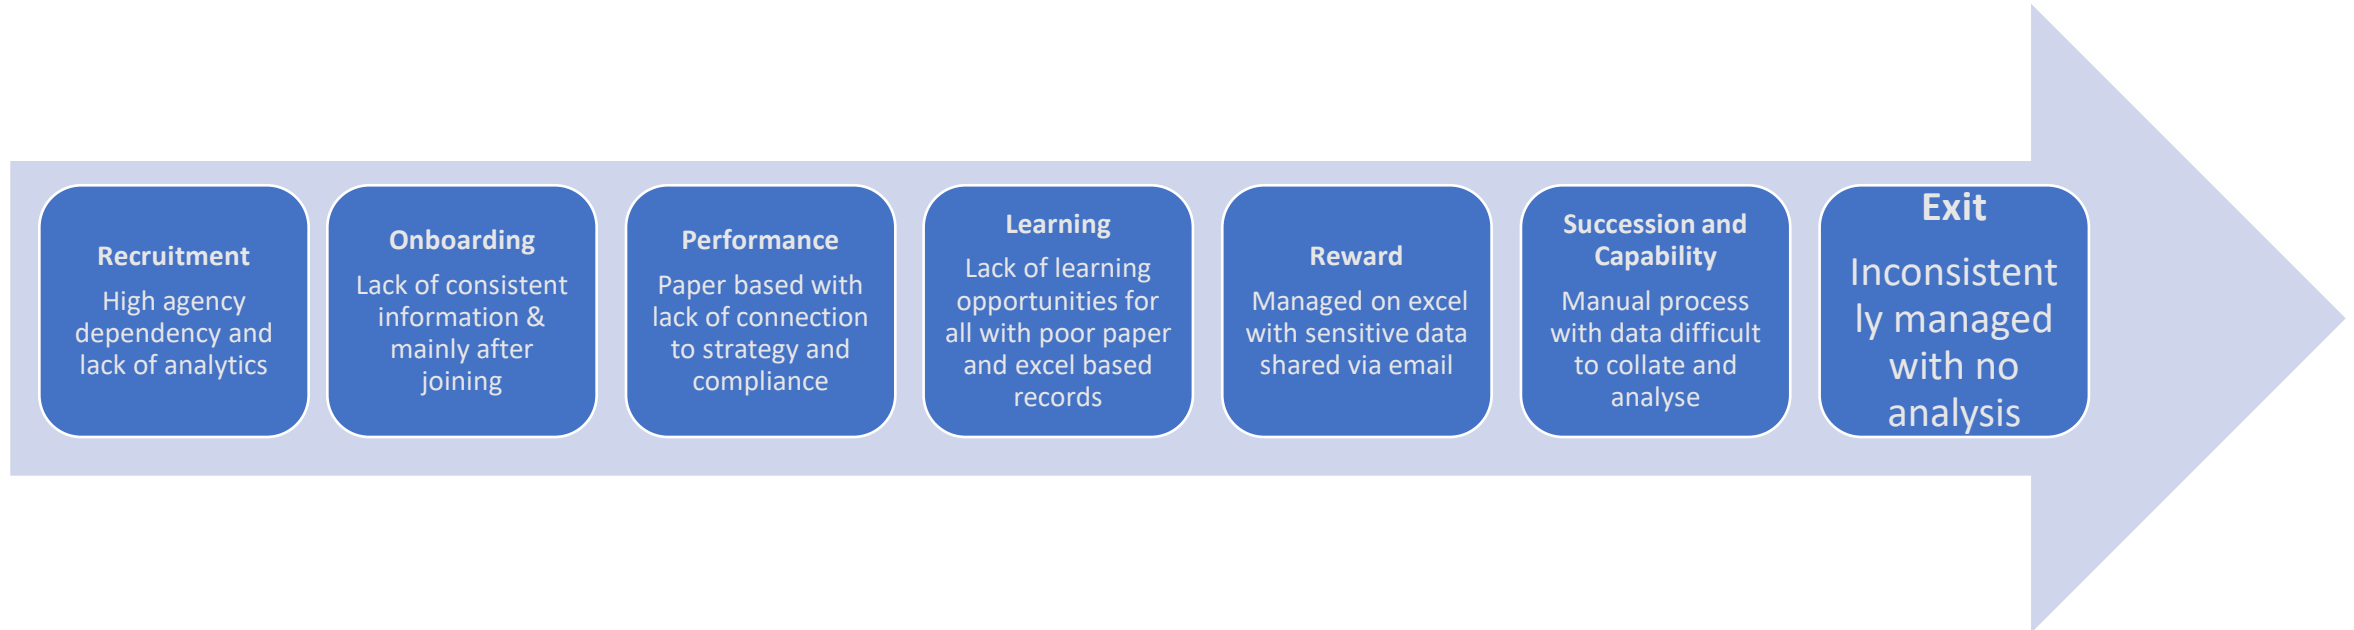 Recruitment
High agency
dependency and
lack of analytics
Onboarding
Lack of consistent
information &
mainly after
joining
Performance
Paper based with
lack of connection
to strategy and
compliance
Learning
Lack of learning
opportunities for
all with poor paper
and excel based
records
Reward
Managed on excel
with sensitive data
shared via email
Succession and
Capability
Manual process
with data difficult
to collate and
analyse
Exit
Inconsistent
ly managed
with no
analysis